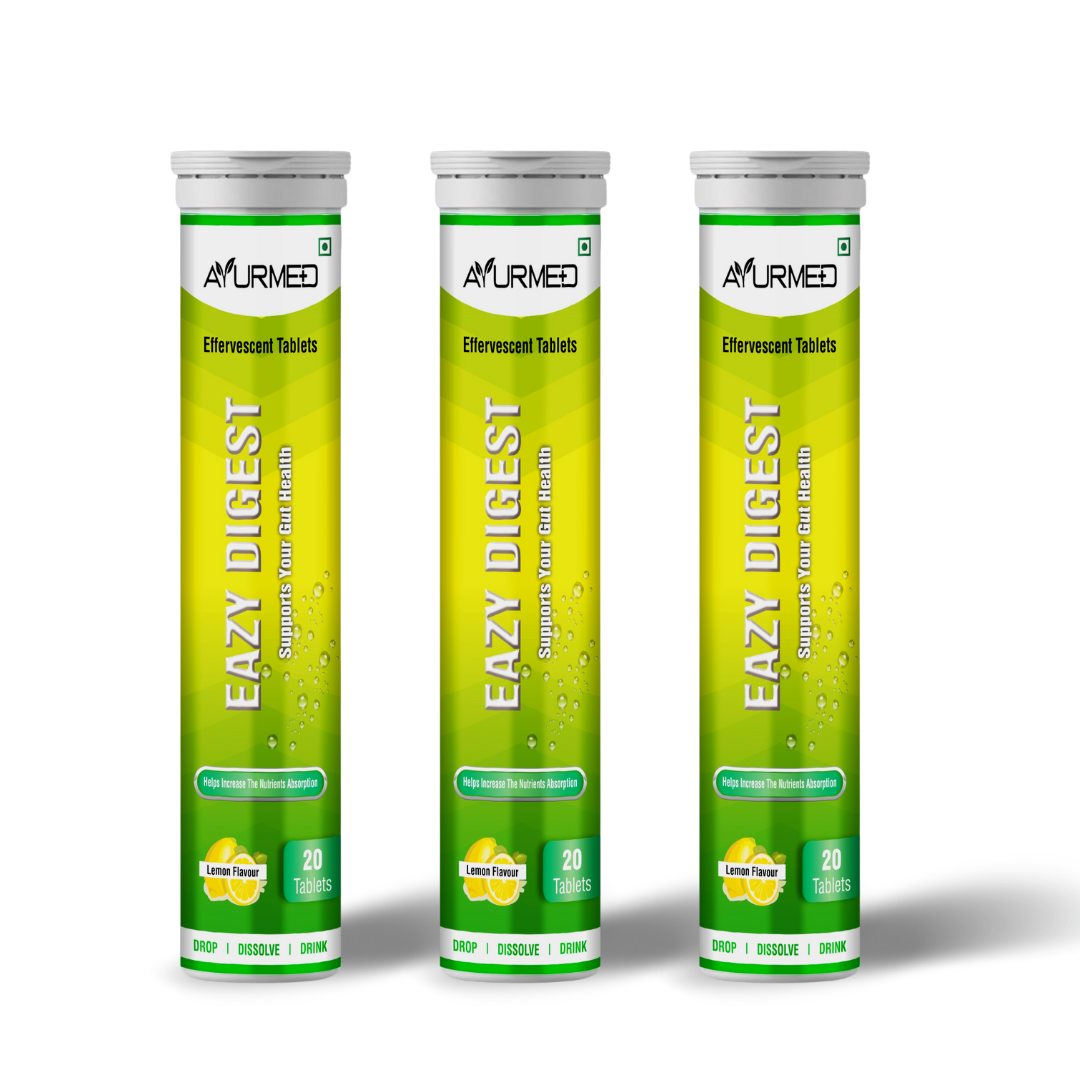 AYURMED
Effervescent Tablets
EAZY DIGEST
Supports Your Gut Health
Helps Increase The Nutrients Absorption
Lemon Flavour
20
Tablets
DROP | DISSOLVE | DRINK
AYURMED
Effervescent Tablets
EAZY DIGEST
Supports Your Gut Health
Helps Increase The Nutrients Absorption
Lemon Flavour
20
Tablets
DROP | DISSOLVE | DRINK
AYURMED
Effervescent Tablets
EAZY DIGEST
Supports Your Gut Health
Helps Increase The Nutrients Absorption
Lemon Flavour
20
Tablets
DROP | DISSOLVE | DRINK